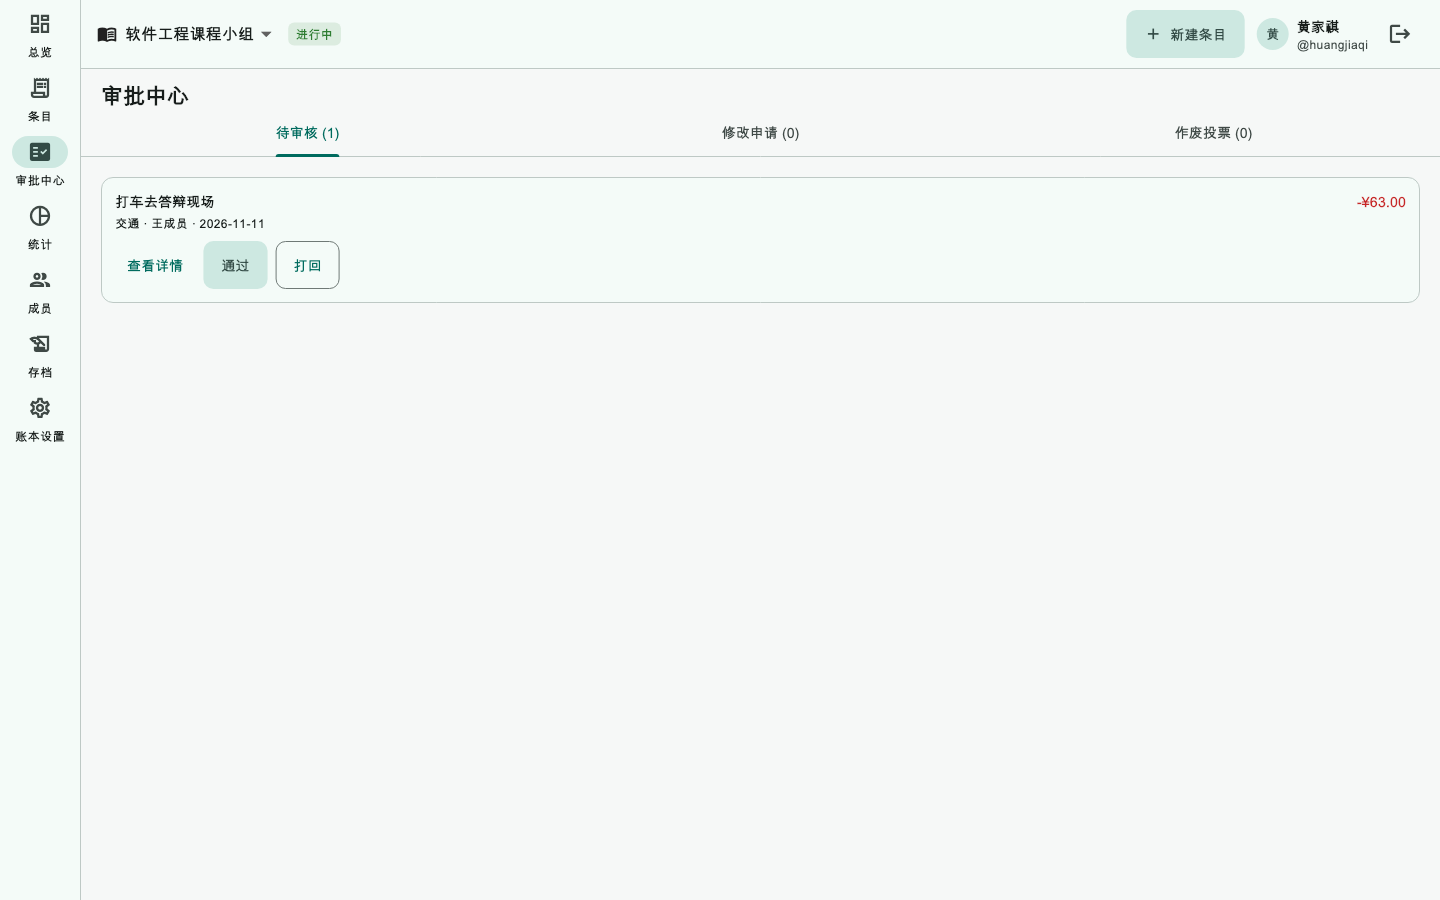 总览
条目
审批中心
统计
成员
存档
账本设置
软件工程课程小组
进行中
新建条目
黄
黄家祺
@huangjiaqi
审批中心
待审核 (1)
修改申请 (0)
作废投票 (0)
打车去答辩现场
-¥63.00
交通 · 王成员 · 2026-11-11
查看详情
通过
打回